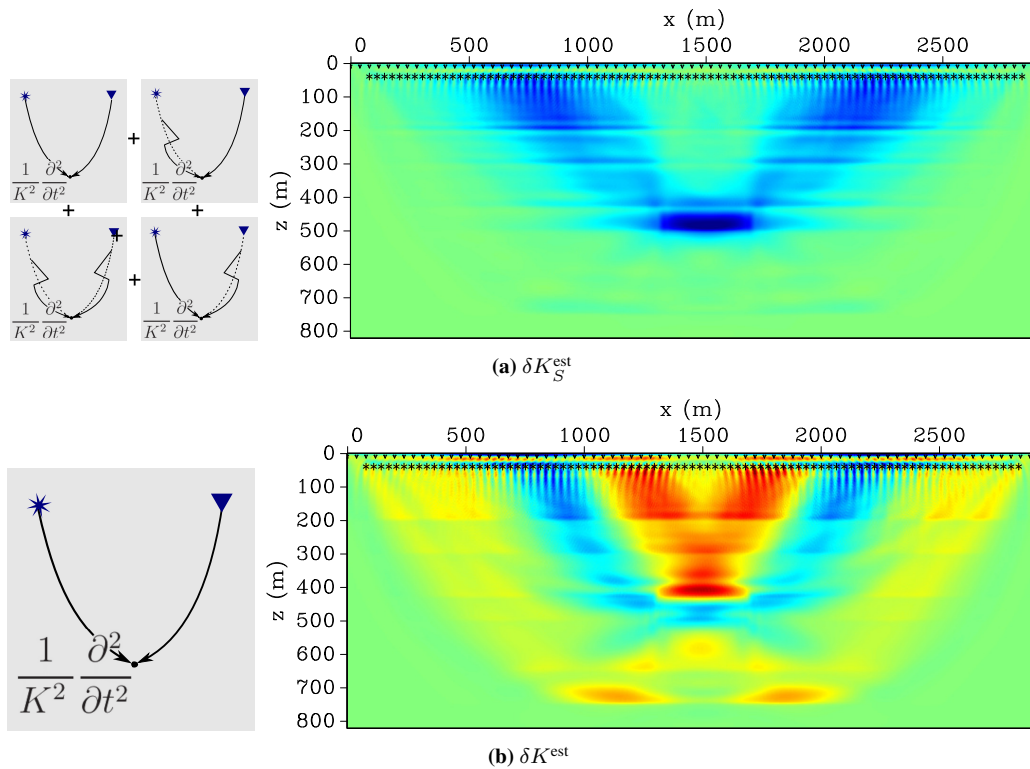 x (m)
0 500 1000 1500 2000 2500
0
100
200
300
400
500
600
700
800
z (m)
1/K² ∂²/∂t² + 1/K² ∂²/∂t²
+ +
1/K² ∂²/∂t² + + 1/K² ∂²/∂t²
(a) δK_S^est
x (m)
0 500 1000 1500 2000 2500
0
100
200
300
400
500
600
700
800
z (m)
1/K² ∂²/∂t²
(b) δK^est